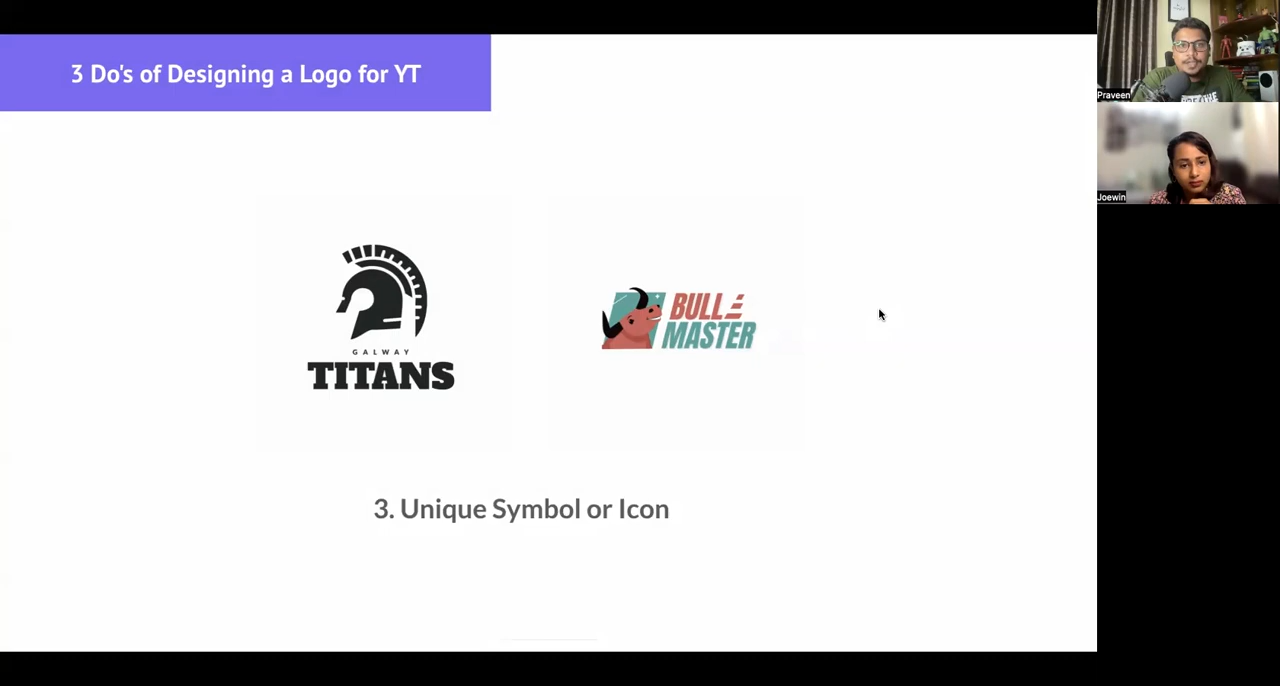 3 Do's of Designing a Logo for YT
Praveen
Joewin
GALWAY
TITANS
BULL
MASTER
3. Unique Symbol or Icon